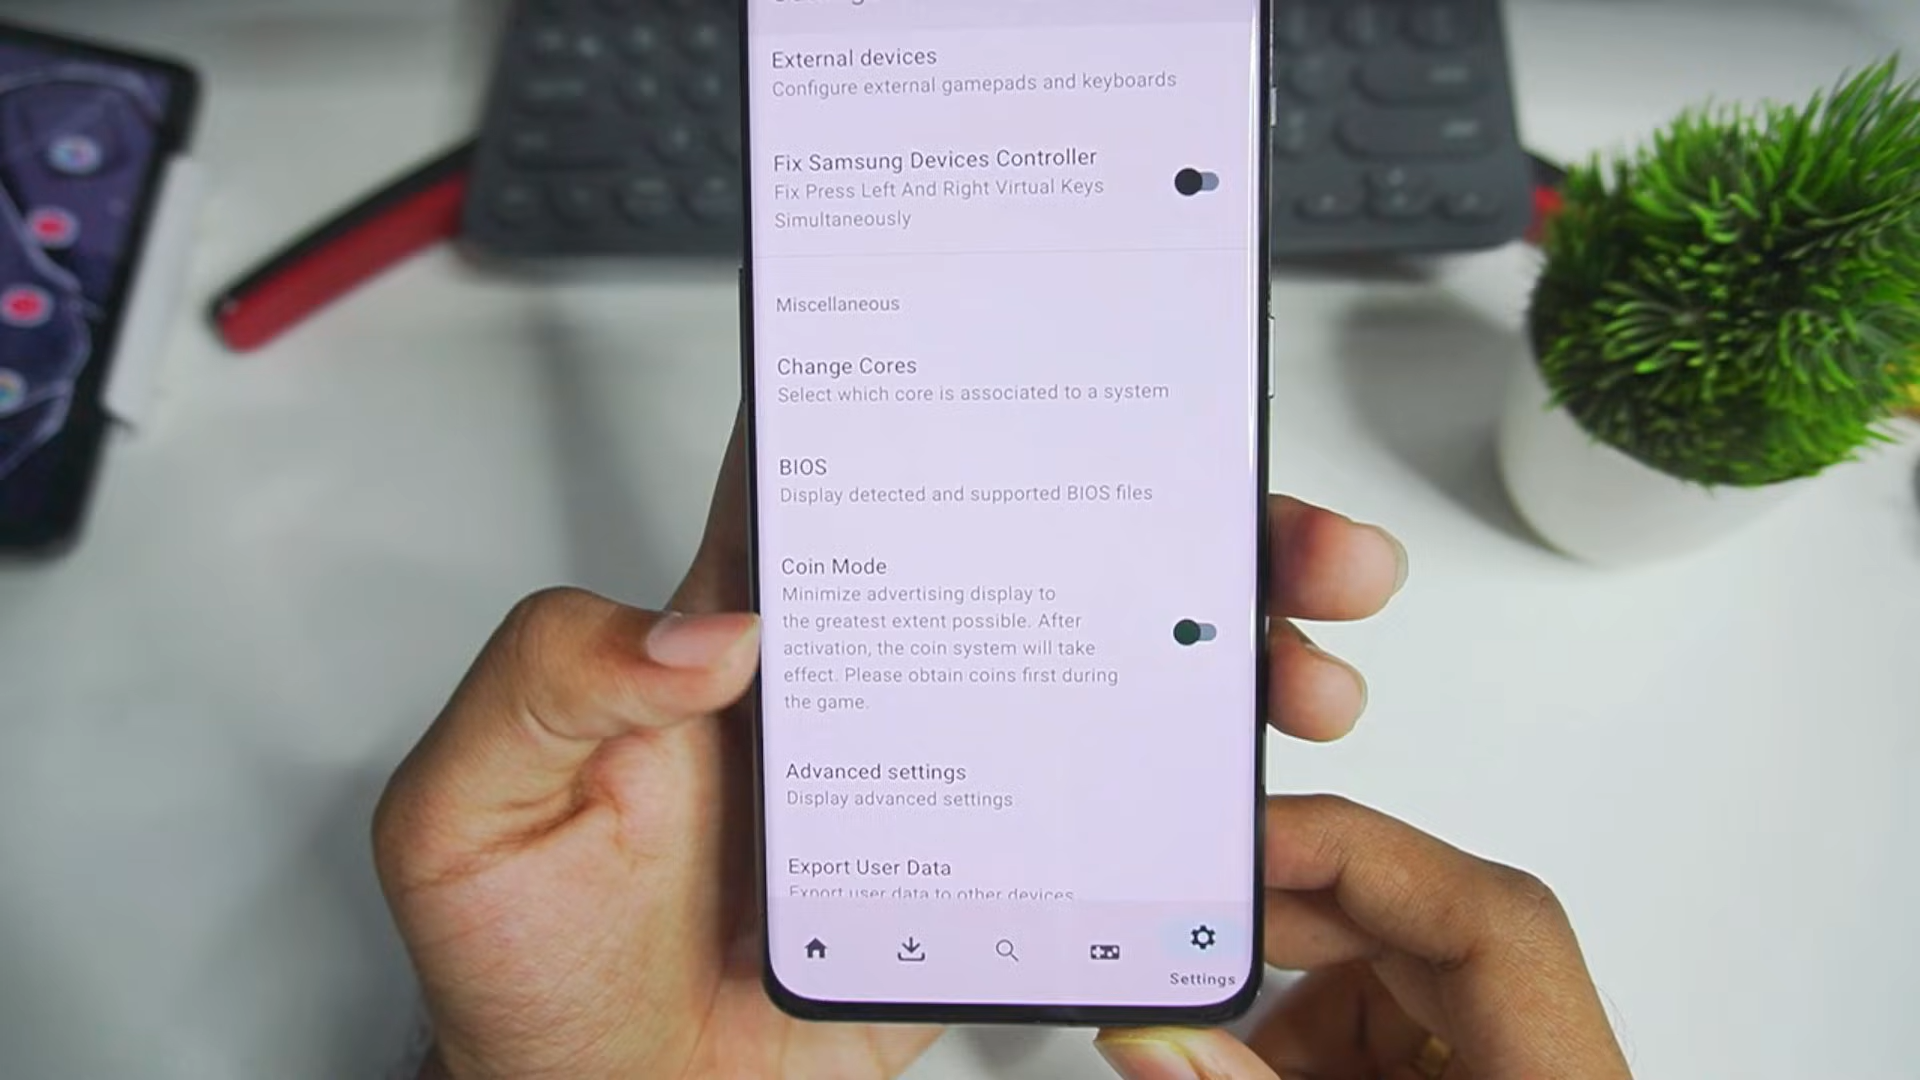 External devices
Configure external gamepads and keyboards
Fix Samsung Devices Controller
Fix Press Left And Right Virtual Keys
Simultaneously
Miscellaneous
Change Cores
Select which core is associated to a system
BIOS
Display detected and supported BIOS files
Coin Mode
Minimize advertising display to
the greatest extent possible. After
activation, the coin system will take
effect. Please obtain coins first during
the game.
Advanced settings
Display advanced settings
Export User Data
Export user data to other devices
Settings